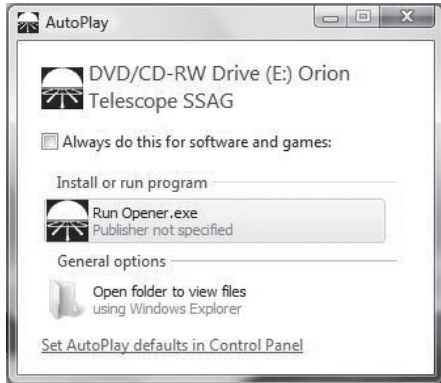 AutoPlay
DVD/CD-RW Drive (E:) Orion
Telescope SSAG
Always do this for software and games:
Install or run program
Run Opener.exe
Publisher not specified
General options
Open folder to view files
using Windows Explorer
Set AutoPlay defaults in Control Panel